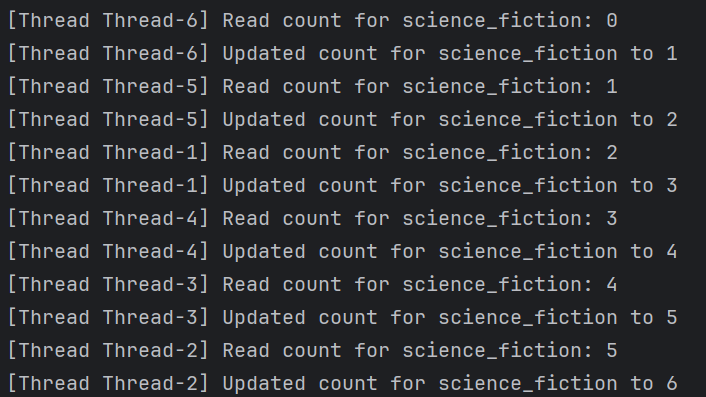 [Thread Thread-6] Read count for science_fiction: 0
[Thread Thread-6] Updated count for science_fiction to 1
[Thread Thread-5] Read count for science_fiction: 1
[Thread Thread-5] Updated count for science_fiction to 2
[Thread Thread-1] Read count for science_fiction: 2
[Thread Thread-1] Updated count for science_fiction to 3
[Thread Thread-4] Read count for science_fiction: 3
[Thread Thread-4] Updated count for science_fiction to 4
[Thread Thread-3] Read count for science_fiction: 4
[Thread Thread-3] Updated count for science_fiction to 5
[Thread Thread-2] Read count for science_fiction: 5
[Thread Thread-2] Updated count for science_fiction to 6